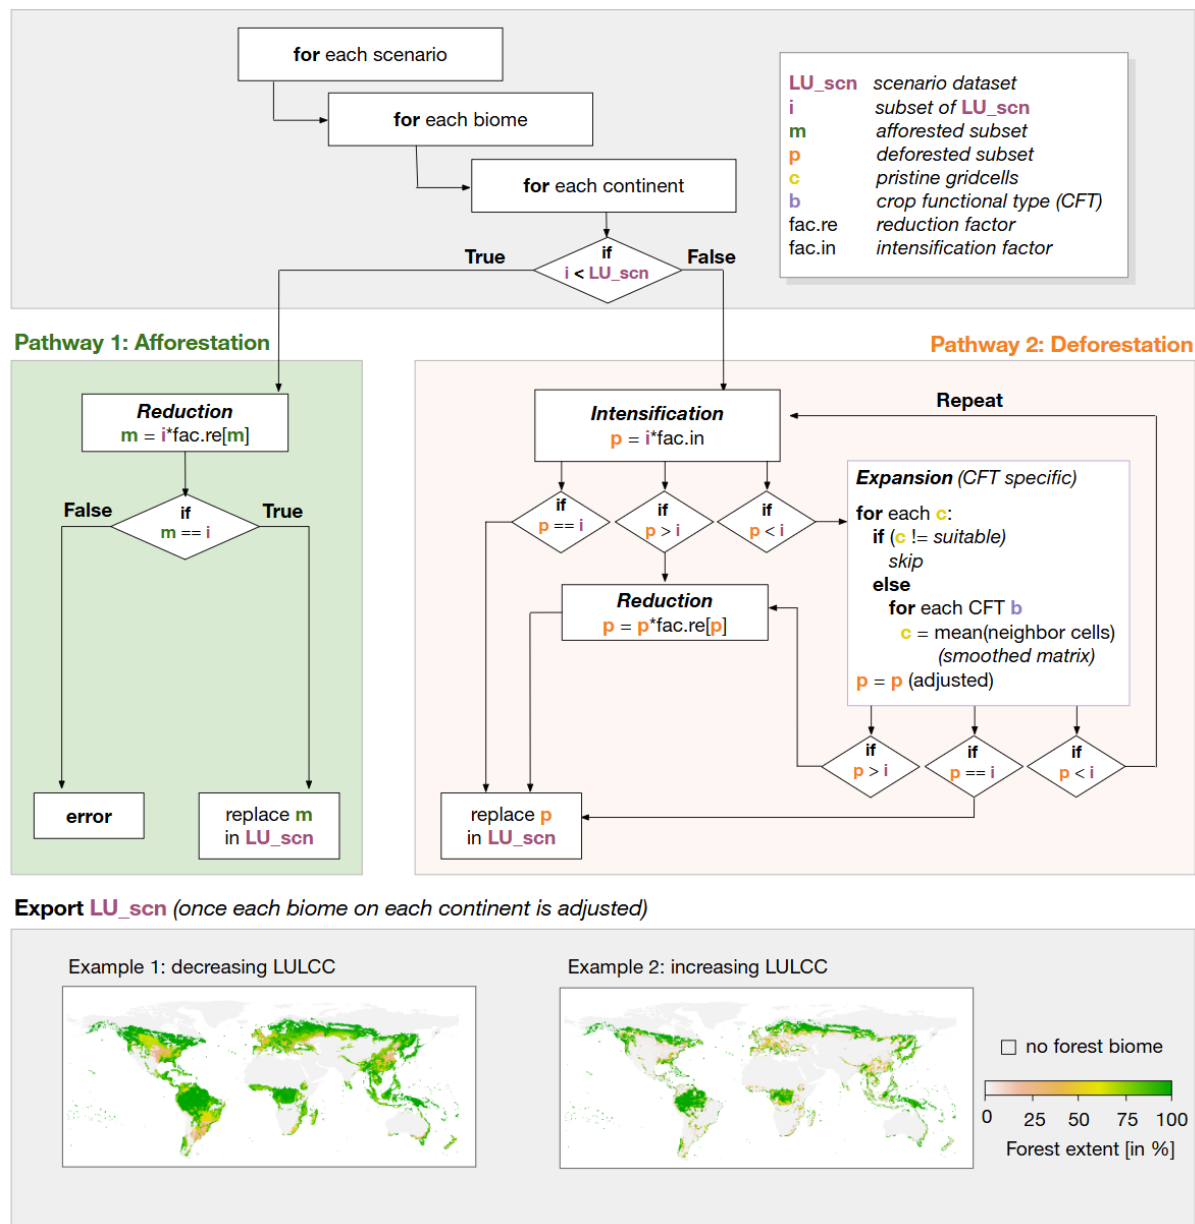 for each scenario
for each biome
for each continent
LU_scn scenario dataset
i subset of LU_scn
m afforested subset
p deforested subset
c pristine gridcells
b crop functional type (CFT)
fac.re reduction factor
fac.in intensification factor
True
if
i < LU_scn
False
Pathway 1: Afforestation
Reduction
m = i*fac.re[m]
False
if
m == i
True
error
replace m
in LU_scn
Pathway 2: Deforestation
Intensification
p = i*fac.in
Repeat
if
p == i
if
p > i
if
p < i
Expansion (CFT specific)
for each c:
if (c != suitable)
skip
else
for each CFT b
c = mean(neighbor cells)
(smoothed matrix)
p = p (adjusted)
Reduction
p = p*fac.re[p]
if
p > i
if
p == i
if
p < i
replace p
in LU_scn
Export LU_scn (once each biome on each continent is adjusted)
Example 1: decreasing LULCC
Example 2: increasing LULCC
no forest biome
0 25 50 75 100
Forest extent [in %]